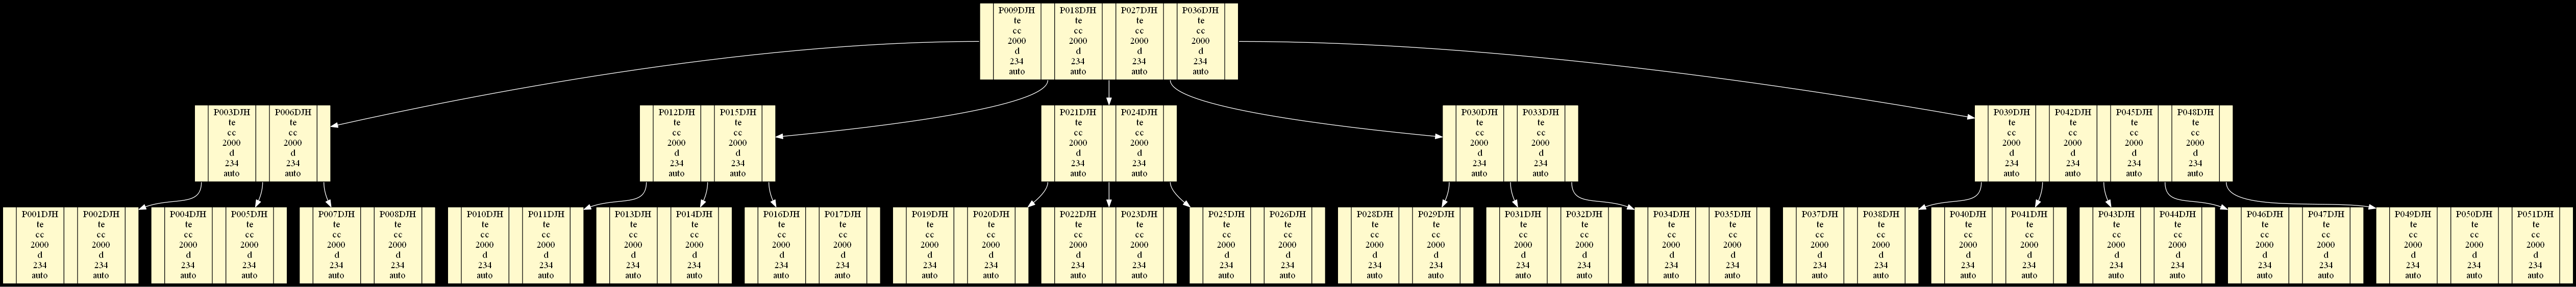 P009DJH P018DJH P027DJH P036DJH
te te te te
cc cc cc cc
2000 2000 2000 2000
d d d d
234 234 234 234
auto auto auto auto
P003DJH P006DJH P012DJH P015DJH P021DJH P024DJH P030DJH P033DJH P039DJH P042DJH P045DJH P048DJH
te te te te te te te te te te te te
cc cc cc cc cc cc cc cc cc cc cc cc
2000 2000 2000 2000 2000 2000 2000 2000 2000 2000 2000 2000
d d d d d d d d d d d d
234 234 234 234 234 234 234 234 234 234 234 234
auto auto auto auto auto auto auto auto auto auto auto auto
P001DJH P002DJH P004DJH P005DJH P007DJH P008DJH P010DJH P011DJH P013DJH P014DJH P016DJH P017DJH P019DJH P020DJH P022DJH P023DJH P025DJH P026DJH P028DJH P029DJH P031DJH P032DJH P034DJH P035DJH P037DJH P038DJH P040DJH P041DJH P043DJH P044DJH P046DJH P047DJH P049DJH P050DJH P051DJH
te te te te te te te te te te te te te te te te te te te te te te te te te te te te te te te te te te te
cc cc cc cc cc cc cc cc cc cc cc cc cc cc cc cc cc cc cc cc cc cc cc cc cc cc cc cc cc cc cc cc cc cc cc
2000 2000 2000 2000 2000 2000 2000 2000 2000 2000 2000 2000 2000 2000 2000 2000 2000 2000 2000 2000 2000 2000 2000 2000 2000 2000 2000 2000 2000 2000 2000 2000 2000 2000 2000
d d d d d d d d d d d d d d d d d d d d d d d d d d d d d d d d d d d
234 234 234 234 234 234 234 234 234 234 234 234 234 234 234 234 234 234 234 234 234 234 234 234 234 234 234 234 234 234 234 234 234 234 234
auto auto auto auto auto auto auto auto auto auto auto auto auto auto auto auto auto auto auto auto auto auto auto auto auto auto auto auto auto auto auto auto auto auto auto